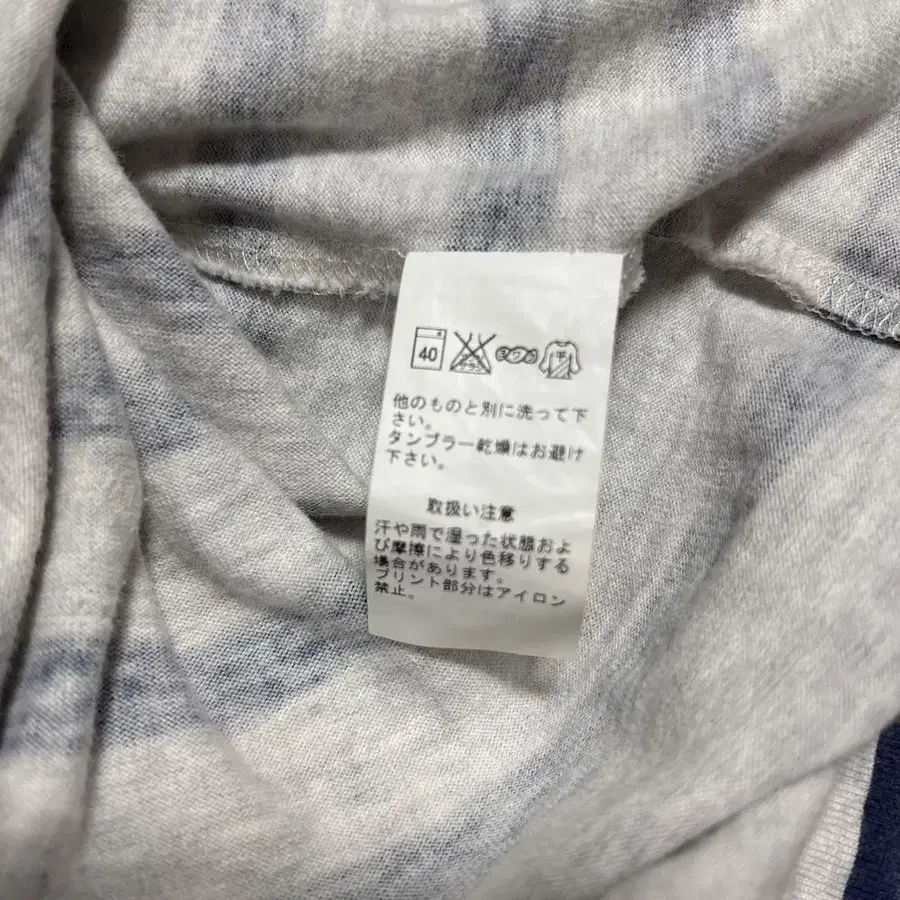 40
平
他のものと別に洗って下
さい。
タンブラー乾燥はお避け
下さい。
取扱い注意
汗や雨で湿った状態およ
び摩擦により色移りする
場合があります。
プリント部分はアイロン
禁止。